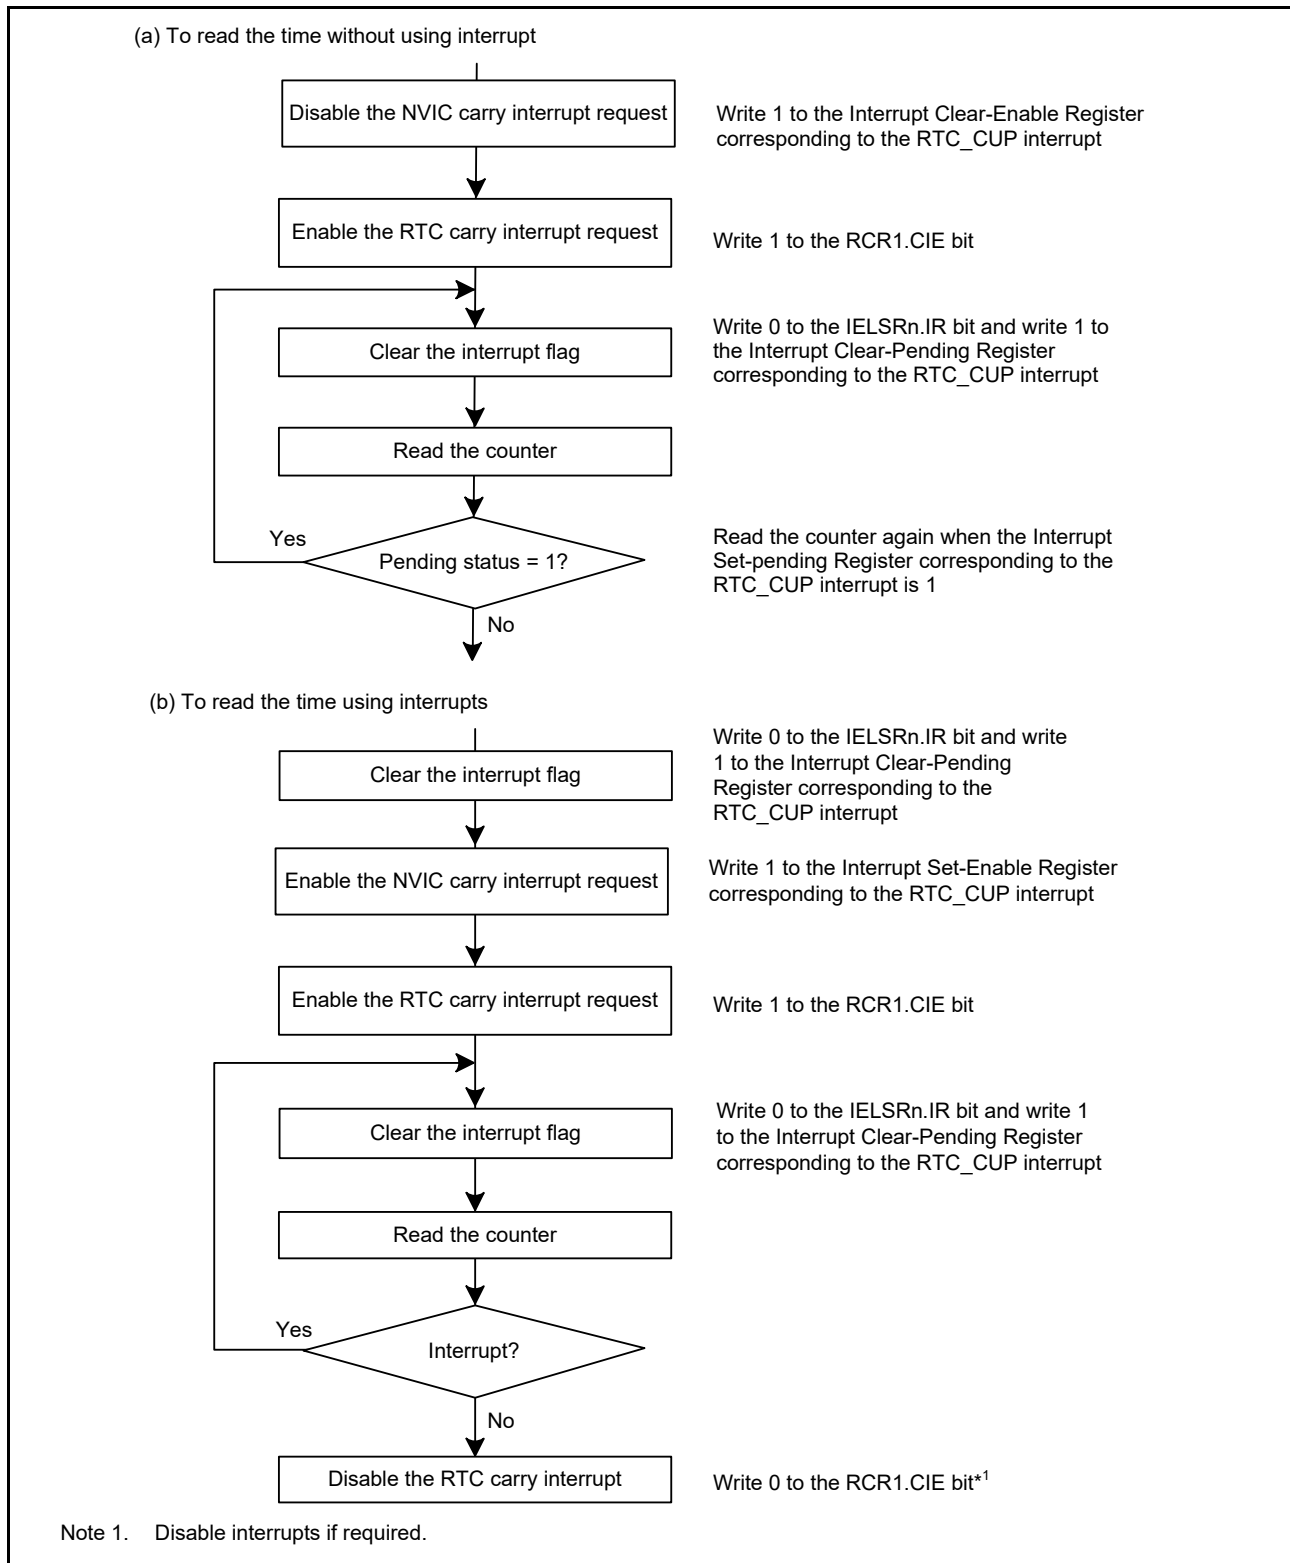 (a) To read the time without using interrupt
Disable the NVIC carry interrupt request
Write 1 to the Interrupt Clear-Enable Register
corresponding to the RTC_CUP interrupt
Enable the RTC carry interrupt request
Write 1 to the RCR1.CIE bit
Clear the interrupt flag
Write 0 to the IELSRn.IR bit and write 1 to
the Interrupt Clear-Pending Register
corresponding to the RTC_CUP interrupt
Read the counter
Yes
Pending status = 1?
Read the counter again when the Interrupt
Set-pending Register corresponding to the
RTC_CUP interrupt is 1
No
(b) To read the time using interrupts
Clear the interrupt flag
Write 0 to the IELSRn.IR bit and write
1 to the Interrupt Clear-Pending
Register corresponding to the
RTC_CUP interrupt
Enable the NVIC carry interrupt request
Write 1 to the Interrupt Set-Enable Register
corresponding to the RTC_CUP interrupt
Enable the RTC carry interrupt request
Write 1 to the RCR1.CIE bit
Clear the interrupt flag
Write 0 to the IELSRn.IR bit and write 1
to the Interrupt Clear-Pending Register
corresponding to the RTC_CUP interrupt
Read the counter
Yes
Interrupt?
No
Disable the RTC carry interrupt
Write 0 to the RCR1.CIE bit*1
Note 1. Disable interrupts if required.